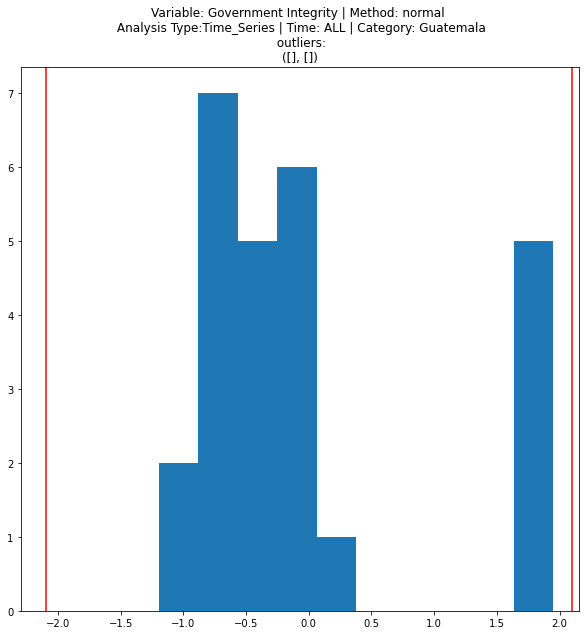 Variable: Government Integrity | Method: normal
Analysis Type:Time_Series | Time: ALL | Category: Guatemala
outliers:
([], [])
7
6
5
4
3
2
1
0
−2.0 −1.5 −1.0 −0.5 0.0 0.5 1.0 1.5 2.0